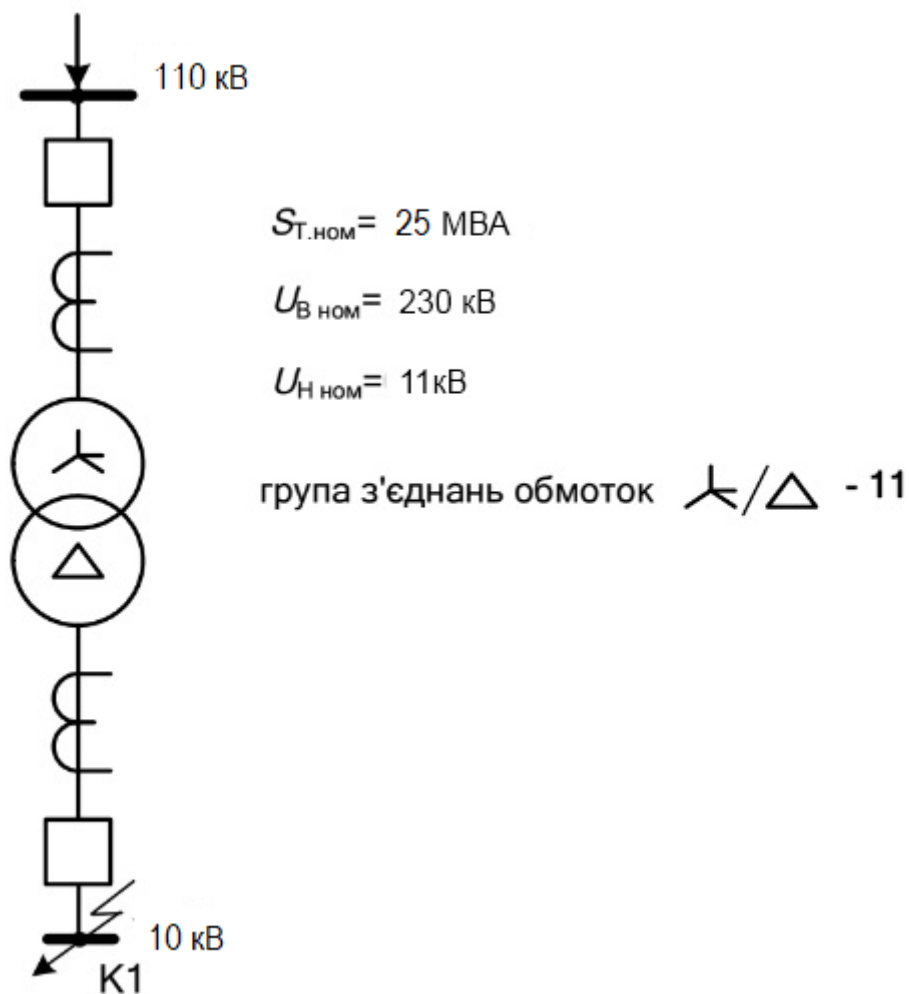 110 кВ
Sт.ном= 25 МВА
UВ ном= 230 кВ
UН ном= 11кВ
група з'єднань обмоток / - 11
10 кВ
К1